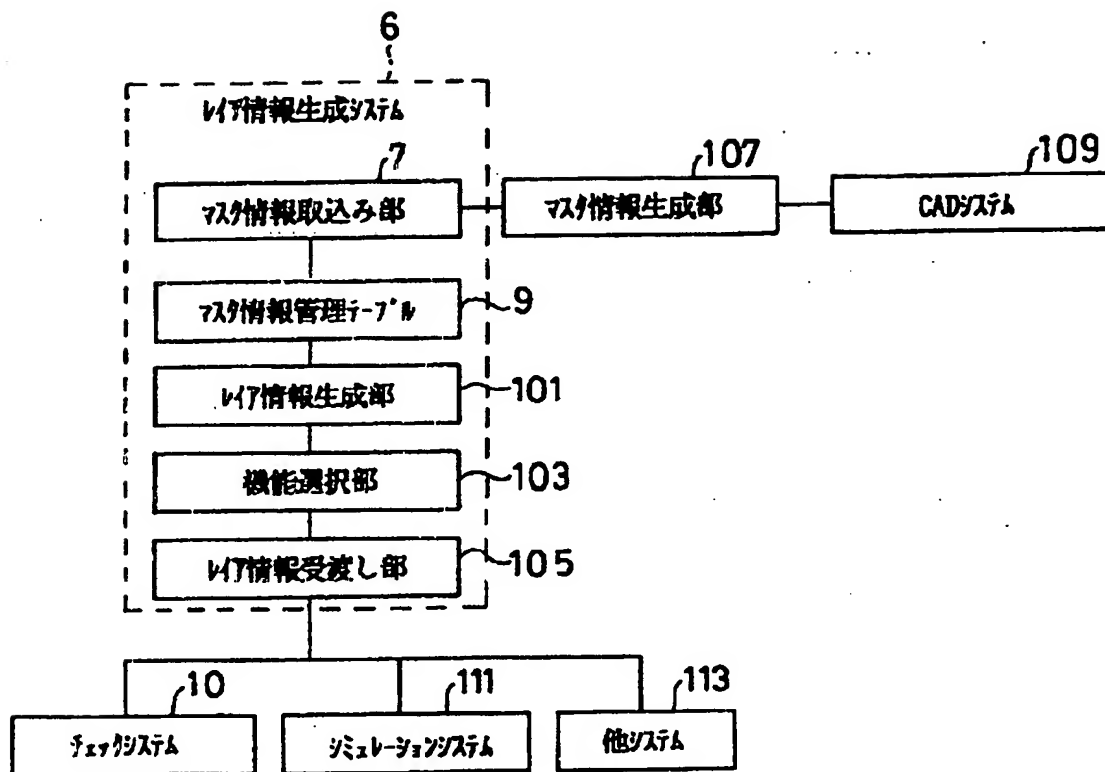 6
レイア情報生成システム
7
107
109
マスタ情報取込み部
マスタ情報生成部
CADシステム
マスタ情報管理テーブル
9
レイア情報生成部
101
機能選択部
103
レイア情報受渡し部
105
10
111
113
チェックシステム
シミュレーションシステム
他システム